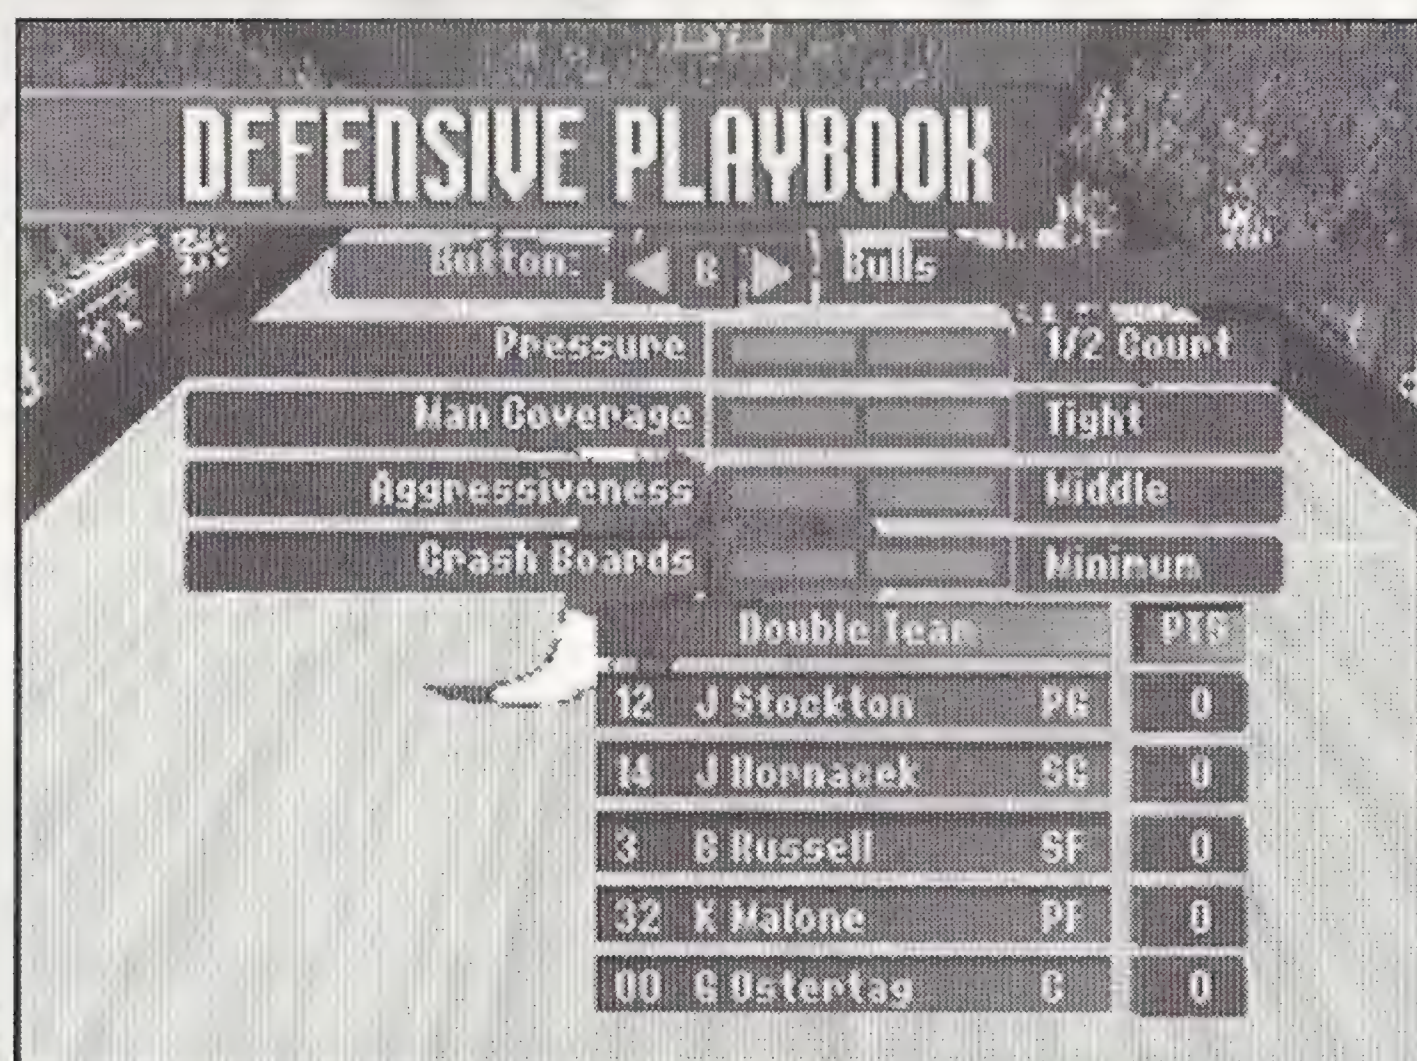 DEFENSIVE PLAYBOOK
Button: Bulls
Pressure 1/2 Court
Man Coverage Tight
Aggressiveness Middle
Crash Boards Minimum
Double Team PTS
12 J Stockton PG 0
14 J Hornacek SG 0
3 B Russell SF 0
32 K Malone PF 0
00 G Ostertag C 0